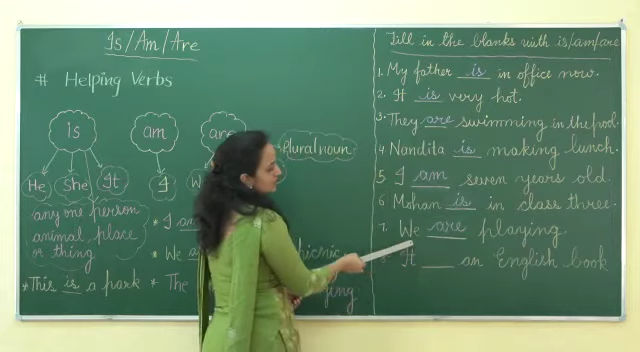 Is/Am/Are
# Helping Verbs
is
am
are
Plural noun
He
She
It
I
any one person
animal, place
or thing
* I am
* We
picnic
* This is a park
* The
Fill in the blanks with is/am/are
1. My father is in office now.
2. It is very hot.
3. They are swimming in the pool.
4 Nandita is making lunch.
5 I am seven years old
6 Mohan is in class three.
7. We are playing.
It ___ an English book